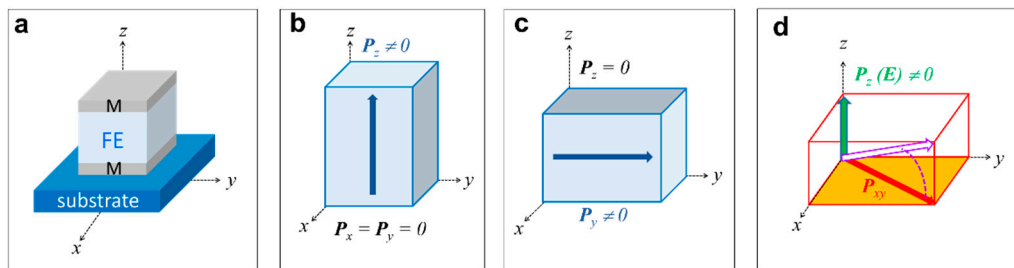 a
z
M
FE
M
y
substrate
x
b
z
P_z ≠ 0
y
x
P_x = P_y = 0
c
z
P_z = 0
y
x
P_y ≠ 0
d
z
P_z (E) ≠ 0
y
P_xy
x